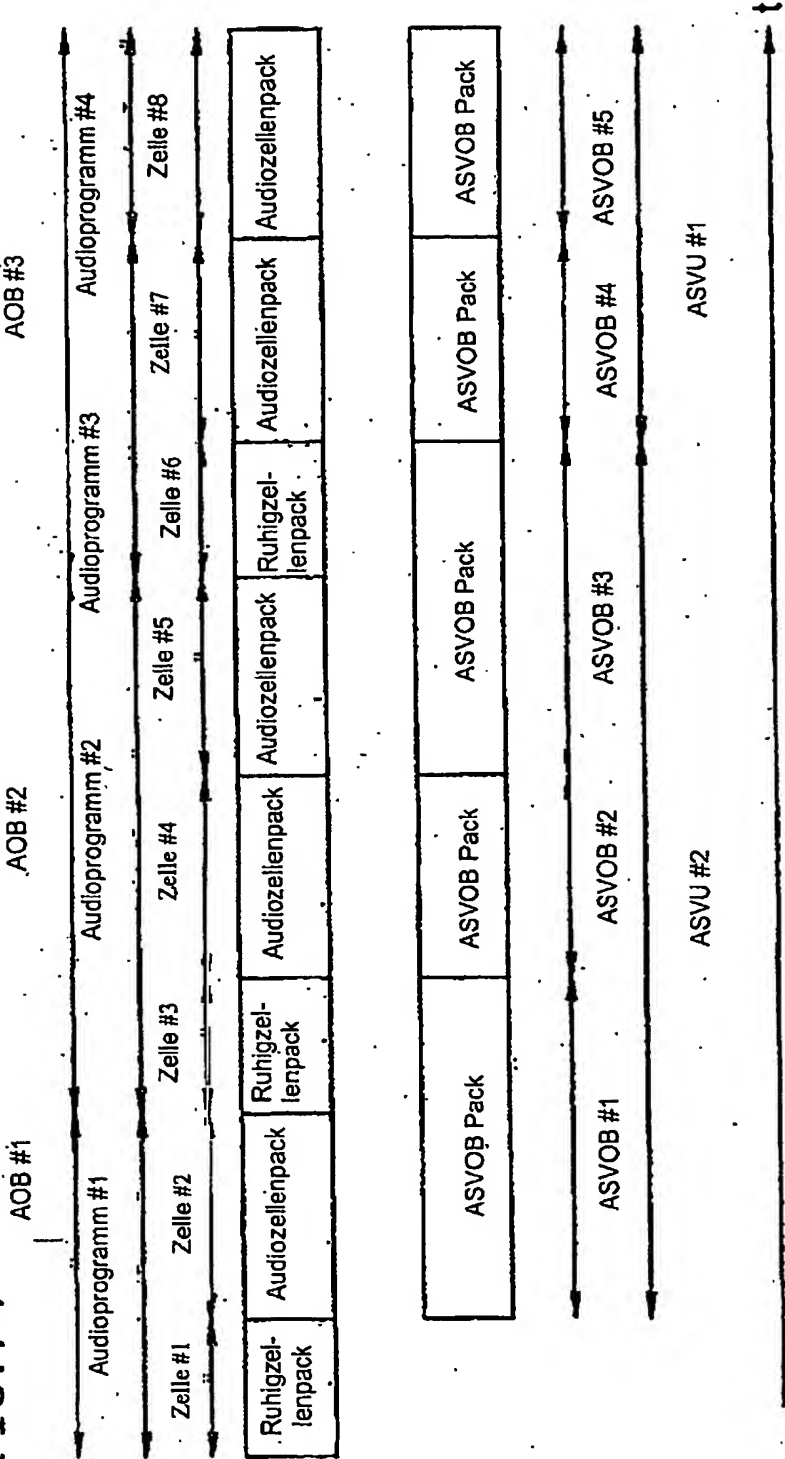 AOB #1
AOB #2
AOB #3
Audioprogramm #1
Audioprogramm #2
Audioprogramm #3
Audioprogramm #4
Zelle #1
Zelle #2
Zelle #3
Zelle #4
Zelle #5
Zelle #6
Zelle #7
Zelle #8
Ruhigzel-
lenpack
Audiozellenpack
Ruhigzel-
lenpack
Audiozellenpack
Audiozellenpack
Ruhigzel-
lenpack
Audiozellenpack
Audiozellenpack
ASVOB Pack
ASVOB Pack
ASVOB Pack
ASVOB Pack
ASVOB Pack
ASVOB #1
ASVOB #2
ASVOB #3
ASVOB #4
ASVOB #5
ASVU #2
ASVU #1
t